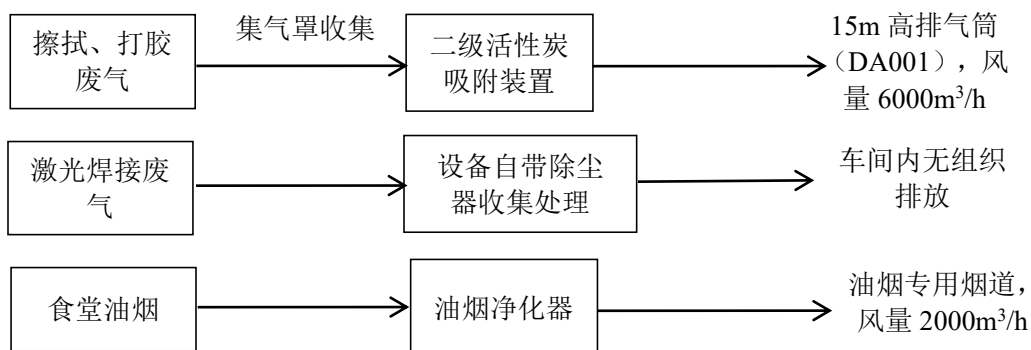 擦拭、打胶
废气
集气罩收集
二级活性炭
吸附装置
15m 高排气筒
（DA001），风
量 6000m³/h
激光焊接废
气
设备自带除尘
器收集处理
车间内无组织
排放
食堂油烟
油烟净化器
油烟专用烟道，
风量 2000m³/h